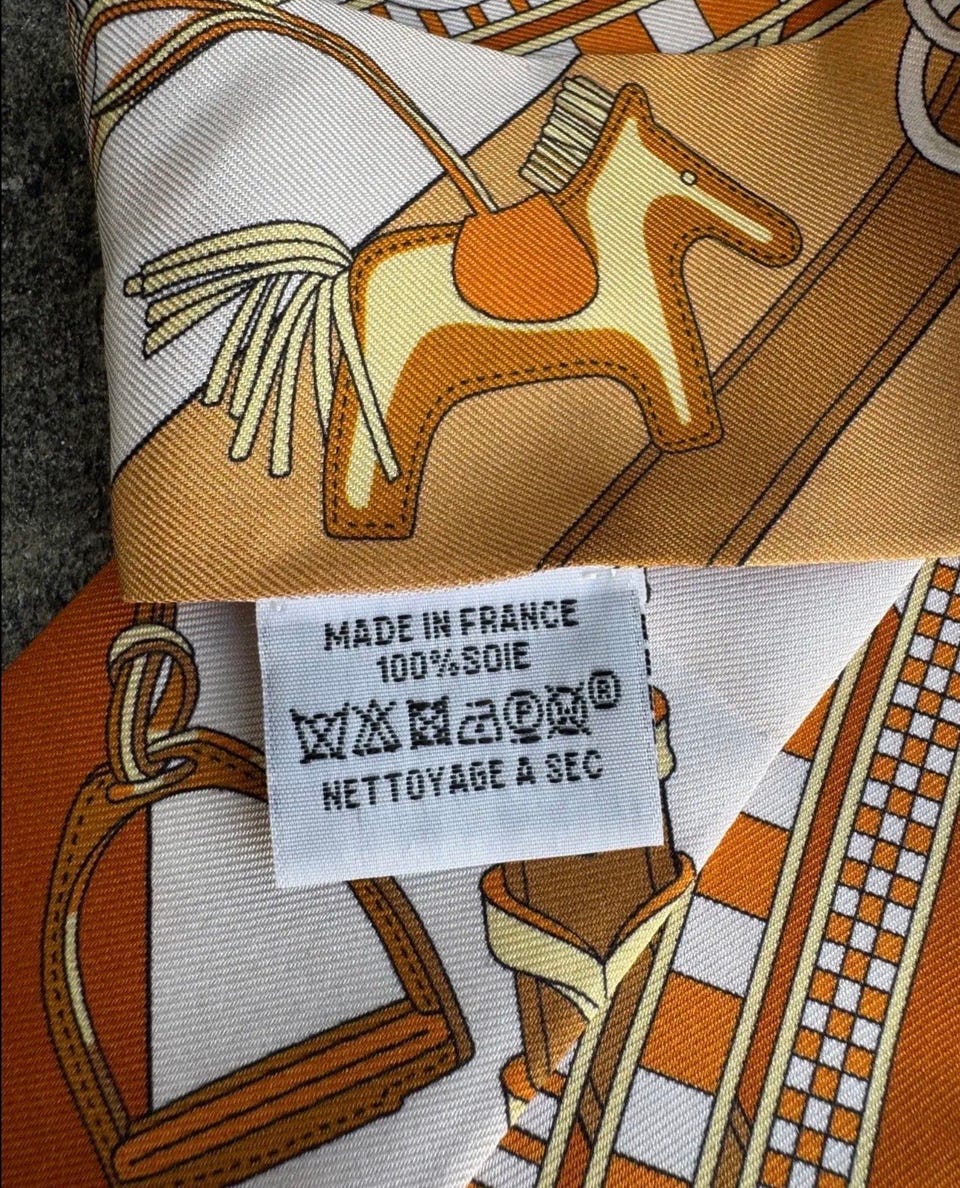 MADE IN FRANCE
100%SOIE
Ⓟ ®
NETTOYAGE A SEC